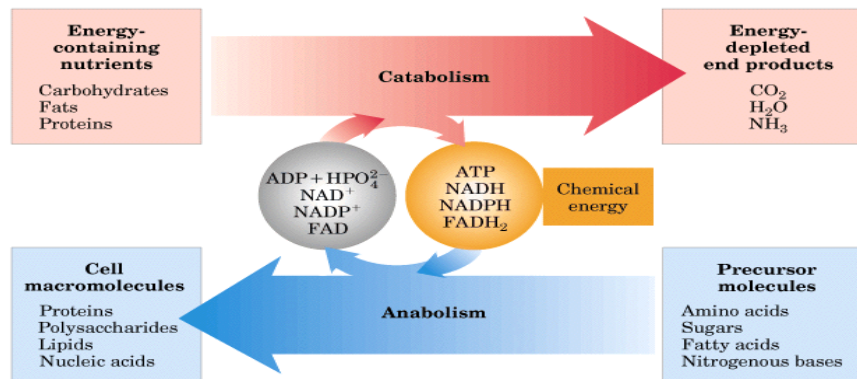 Energy-
containing
nutrients
Carbohydrates
Fats
Proteins
Catabolism
Energy-
depleted
end products
CO₂
H₂O
NH₃
ADP + HPO₄²⁻
NAD⁺
NADP⁺
FAD
ATP
NADH
NADPH
FADH₂
Chemical
energy
Cell
macromolecules
Proteins
Polysaccharides
Lipids
Nucleic acids
Anabolism
Precursor
molecules
Amino acids
Sugars
Fatty acids
Nitrogenous bases